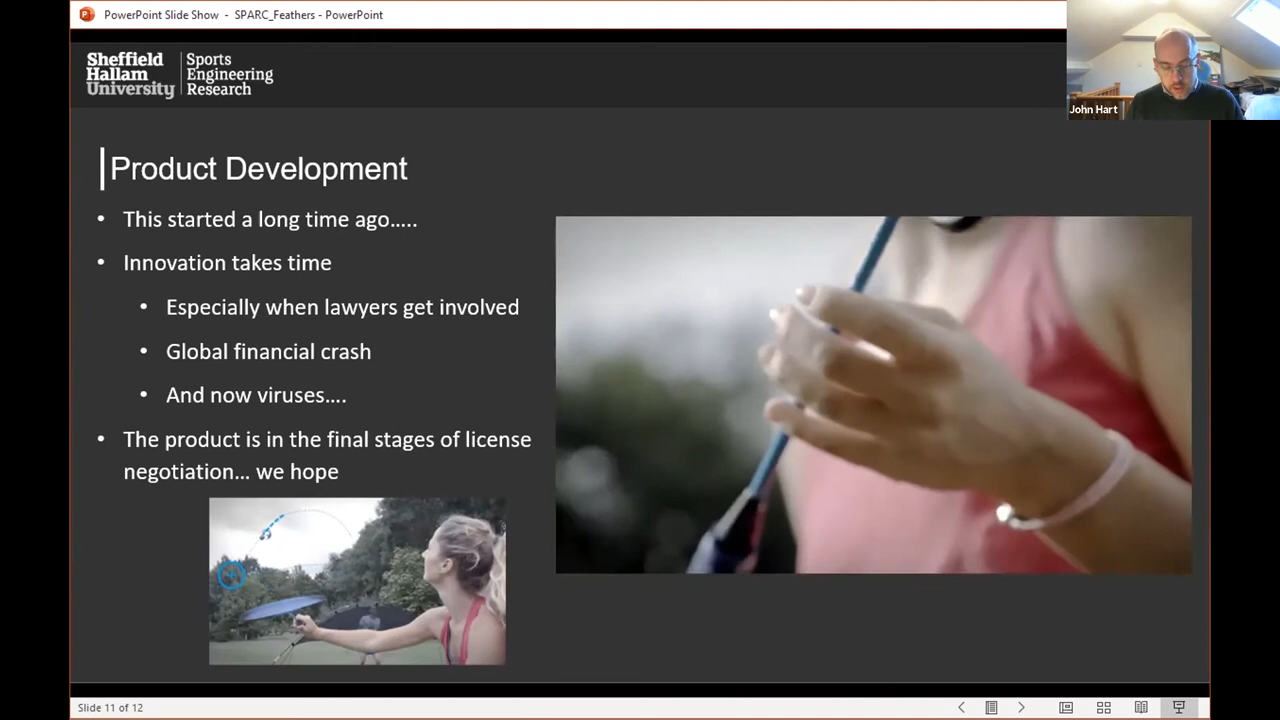 PowerPoint Slide Show - SPARC_Feathers - PowerPoint
Sheffield
Hallam
University
Sports
Engineering
Research
John Hart
Product Development
• This started a long time ago…..
• Innovation takes time
• Especially when lawyers get involved
• Global financial crash
• And now viruses….
• The product is in the final stages of license
negotiation… we hope
Slide 11 of 12